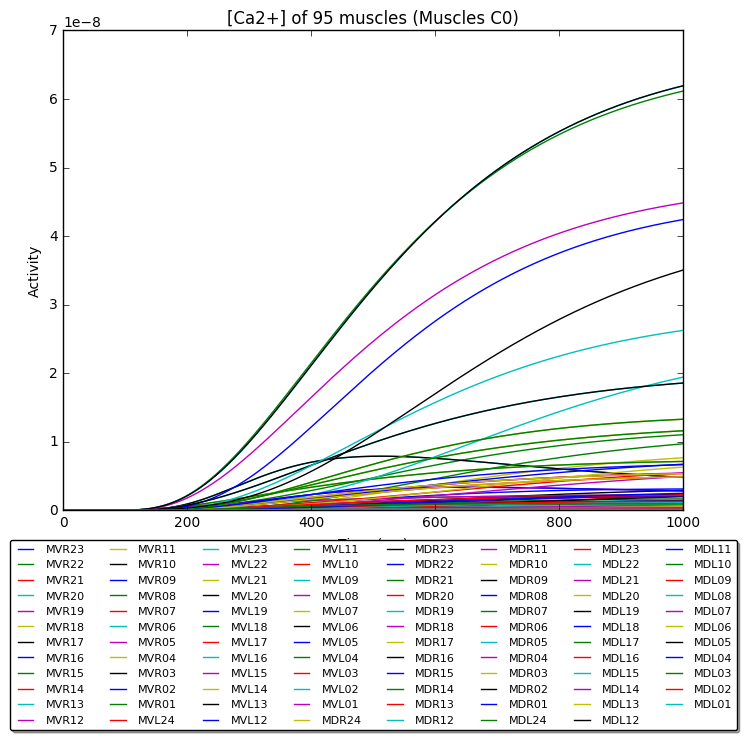 [Ca2+] of 95 muscles (Muscles C0)
1e−8
7
6
5
4
3
2
1
0
Activity
0 200 400 600 800 1000
MVR23 MVR11 MVL23 MVL11 MDR23 MDR11 MDL23 MDL11
MVR22 MVR10 MVL22 MVL10 MDR22 MDR10 MDL22 MDL10
MVR21 MVR09 MVL21 MVL09 MDR21 MDR09 MDL21 MDL09
MVR20 MVR08 MVL20 MVL08 MDR20 MDR08 MDL20 MDL08
MVR19 MVR07 MVL19 MVL07 MDR19 MDR07 MDL19 MDL07
MVR18 MVR06 MVL18 MVL06 MDR18 MDR06 MDL18 MDL06
MVR17 MVR05 MVL17 MVL05 MDR17 MDR05 MDL17 MDL05
MVR16 MVR04 MVL16 MVL04 MDR16 MDR04 MDL16 MDL04
MVR15 MVR03 MVL15 MVL03 MDR15 MDR03 MDL15 MDL03
MVR14 MVR02 MVL14 MVL02 MDR14 MDR02 MDL14 MDL02
MVR13 MVR01 MVL13 MVL01 MDR13 MDR01 MDL13 MDL01
MVR12 MVL24 MVL12 MDR24 MDR12 MDL24 MDL12